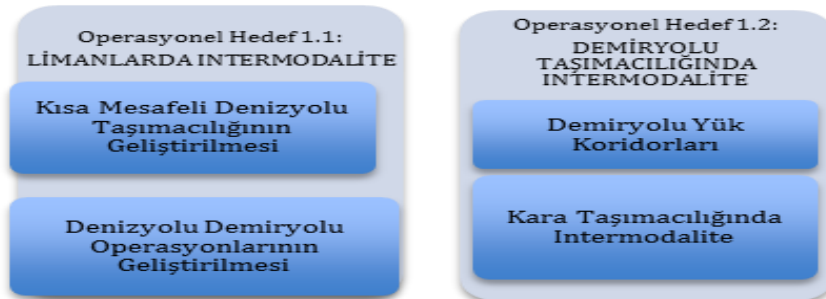 Operasyonel Hedef 1.1:
LİMANLARDA INTERMODALİTE
Kısa Mesafeli Denizyolu
Taşımacılığının
Geliştirilmesi
Denizyolu Demiryolu
Operasyonlarının
Geliştirilmesi
Operasyonel Hedef 1.2:
DEMİRYOLU
TAŞIMACILIĞINDA
INTERMODALİTE
Demiryolu Yük
Koridorları
Kara Taşımacılığında
Intermodalite